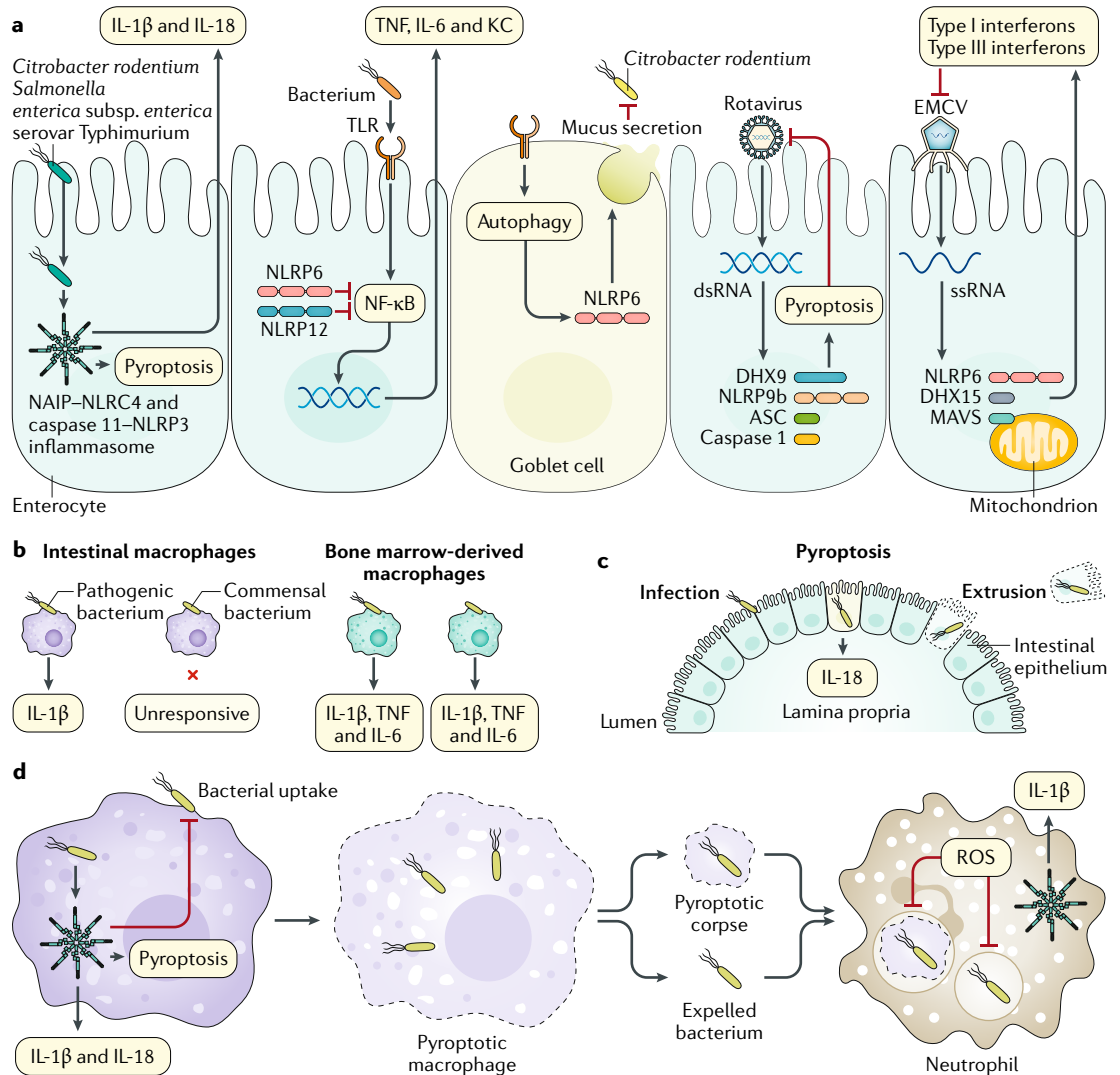 a
IL-1β and IL-18
Citrobacter rodentium
Salmonella
enterica subsp. enterica
serovar Typhimurium
Pyroptosis
NAIP–NLRC4 and
caspase 11–NLRP3
inflammasome
Enterocyte
TNF, IL-6 and KC
Bacterium
TLR
NLRP6
NF-κB
NLRP12
Citrobacter rodentium
Mucus secretion
Autophagy
NLRP6
Goblet cell
Rotavirus
dsRNA
Pyroptosis
DHX9
NLRP9b
ASC
Caspase 1
Type I interferons
Type III interferons
EMCV
ssRNA
NLRP6
DHX15
MAVS
Mitochondrion
b
Intestinal macrophages
Pathogenic
bacterium
Commensal
bacterium
IL-1β
Unresponsive
Bone marrow-derived
macrophages
IL-1β, TNF
and IL-6
IL-1β, TNF
and IL-6
c
Pyroptosis
Infection
Extrusion
Intestinal
epithelium
IL-18
Lamina propria
Lumen
d
Bacterial uptake
Pyroptosis
IL-1β and IL-18
Pyroptotic
macrophage
Pyroptotic
corpse
Expelled
bacterium
IL-1β
ROS
Neutrophil